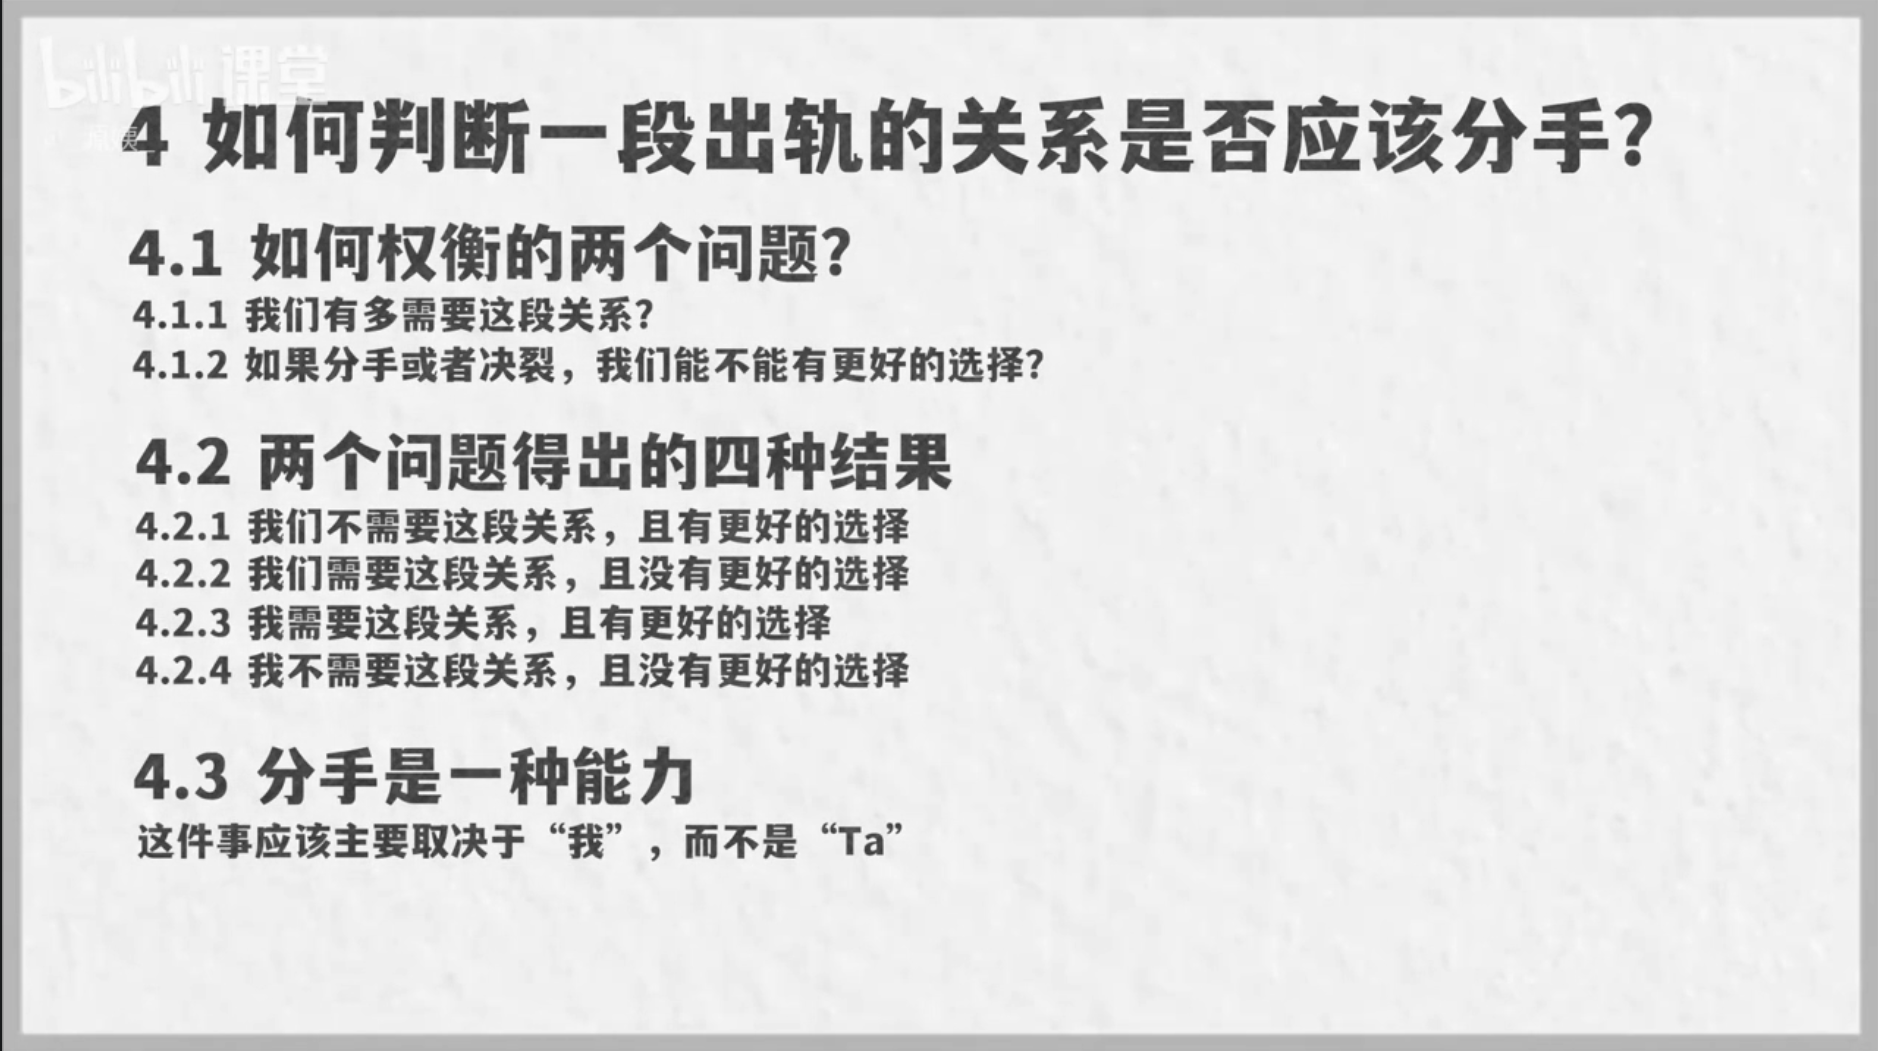 bilibili 课堂
4 如何判断一段出轨的关系是否应该分手?
4.1 如何权衡的两个问题?
4.1.1 我们有多需要这段关系?
4.1.2 如果分手或者决裂，我们能不能有更好的选择?
4.2 两个问题得出的四种结果
4.2.1 我们不需要这段关系，且有更好的选择
4.2.2 我们需要这段关系，且没有更好的选择
4.2.3 我需要这段关系，且有更好的选择
4.2.4 我不需要这段关系，且没有更好的选择
4.3 分手是一种能力
这件事应该主要取决于“我”，而不是“Ta”